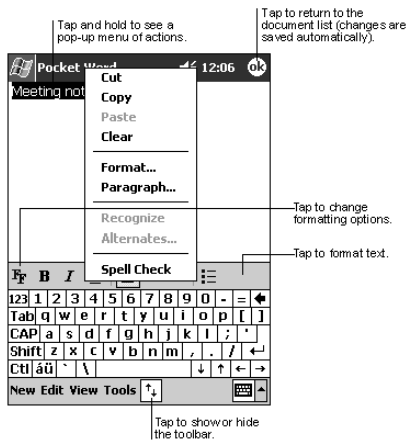 Tap and hold to see a
pop-up menu of actions.
Tap to return to the
document list (changes are
saved automatically).
Pocket Word 12:06 ok
Meeting not
Cut
Copy
Paste
Clear
Format...
Paragraph...
Recognize
Alternates...
Spell Check
Tap to change
formatting options.
Tap to format text.
B I
123 1 2 3 4 5 6 7 8 9 0 - =
Tab q w e r t y u i o p [ ]
CAP a s d f g h j k l ; '
Shift z x c v b n m , . /
Ctl áü ` \
New Edit View Tools
Tap to show or hide
the toolbar.